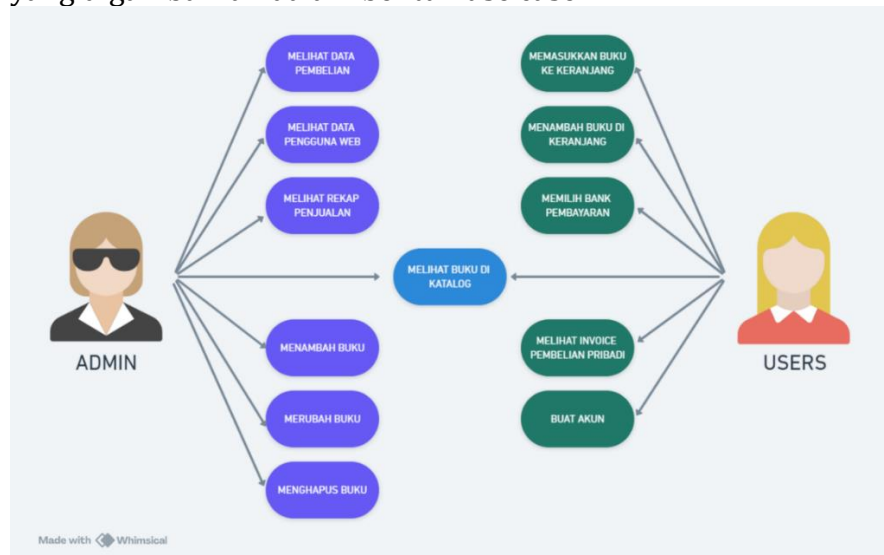 MELIHAT DATA
PEMBELIAN
MEMASUKKAN BUKU
KE KERANJANG
MELIHAT DATA
PENGGUNA WEB
MENAMBAH BUKU DI
KERANJANG
MELIHAT REKAP
PENJUALAN
MEMILIH BANK
PEMBAYARAN
MELIHAT BUKU DI
KATALOG
ADMIN
USERS
MENAMBAH BUKU
MELIHAT INVOICE
PEMBELIAN PRIBADI
MERUBAH BUKU
BUAT AKUN
MENGHAPUS BUKU
Made with Whimsical